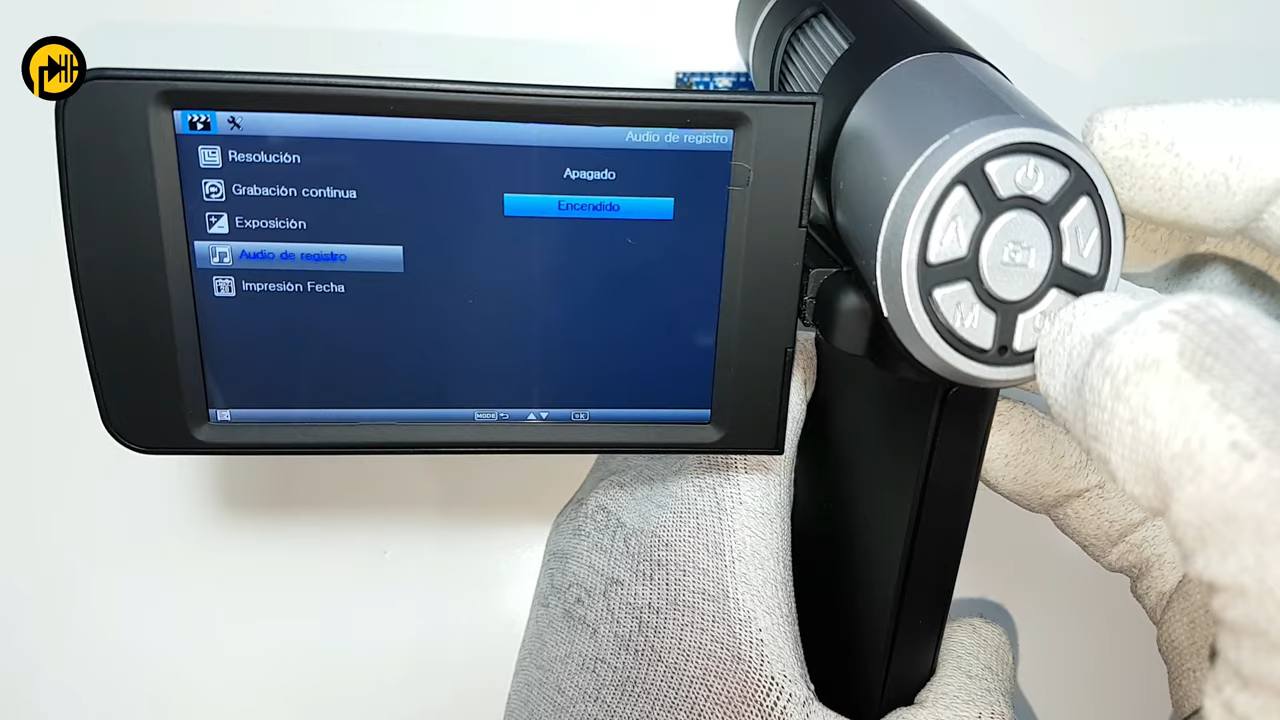 Audio de registro
Resolución
Grabación continua
Exposición
Audio de registro
Impresión Fecha
Apagado
Encendido
MODE
OK
M